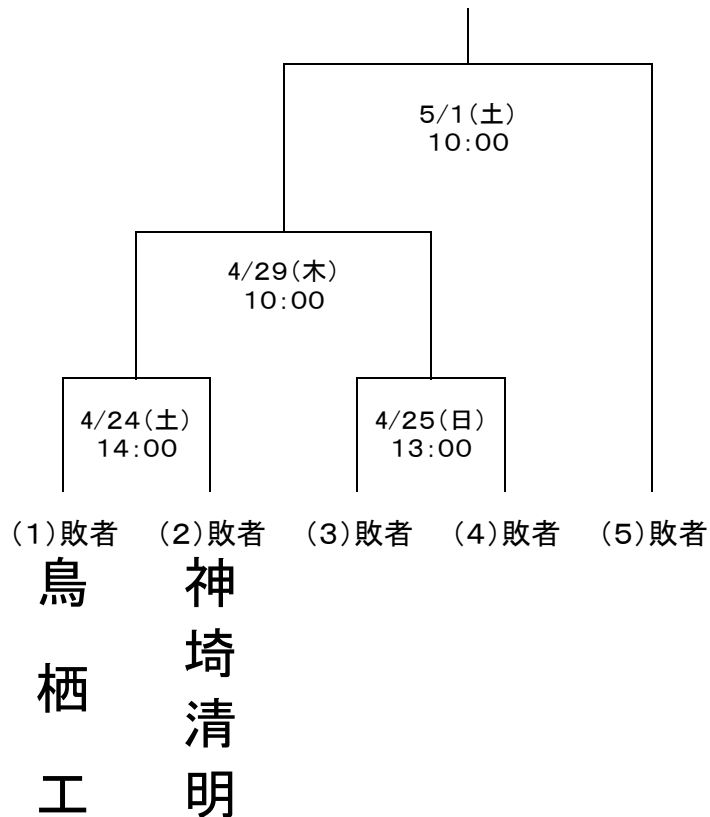 5/1(土)
10:00
4/29(木)
10:00
4/24(土)
14:00
4/25(日)
13:00
(1)敗者
(2)敗者
(3)敗者
(4)敗者
(5)敗者
鳥栖工
神埼清明